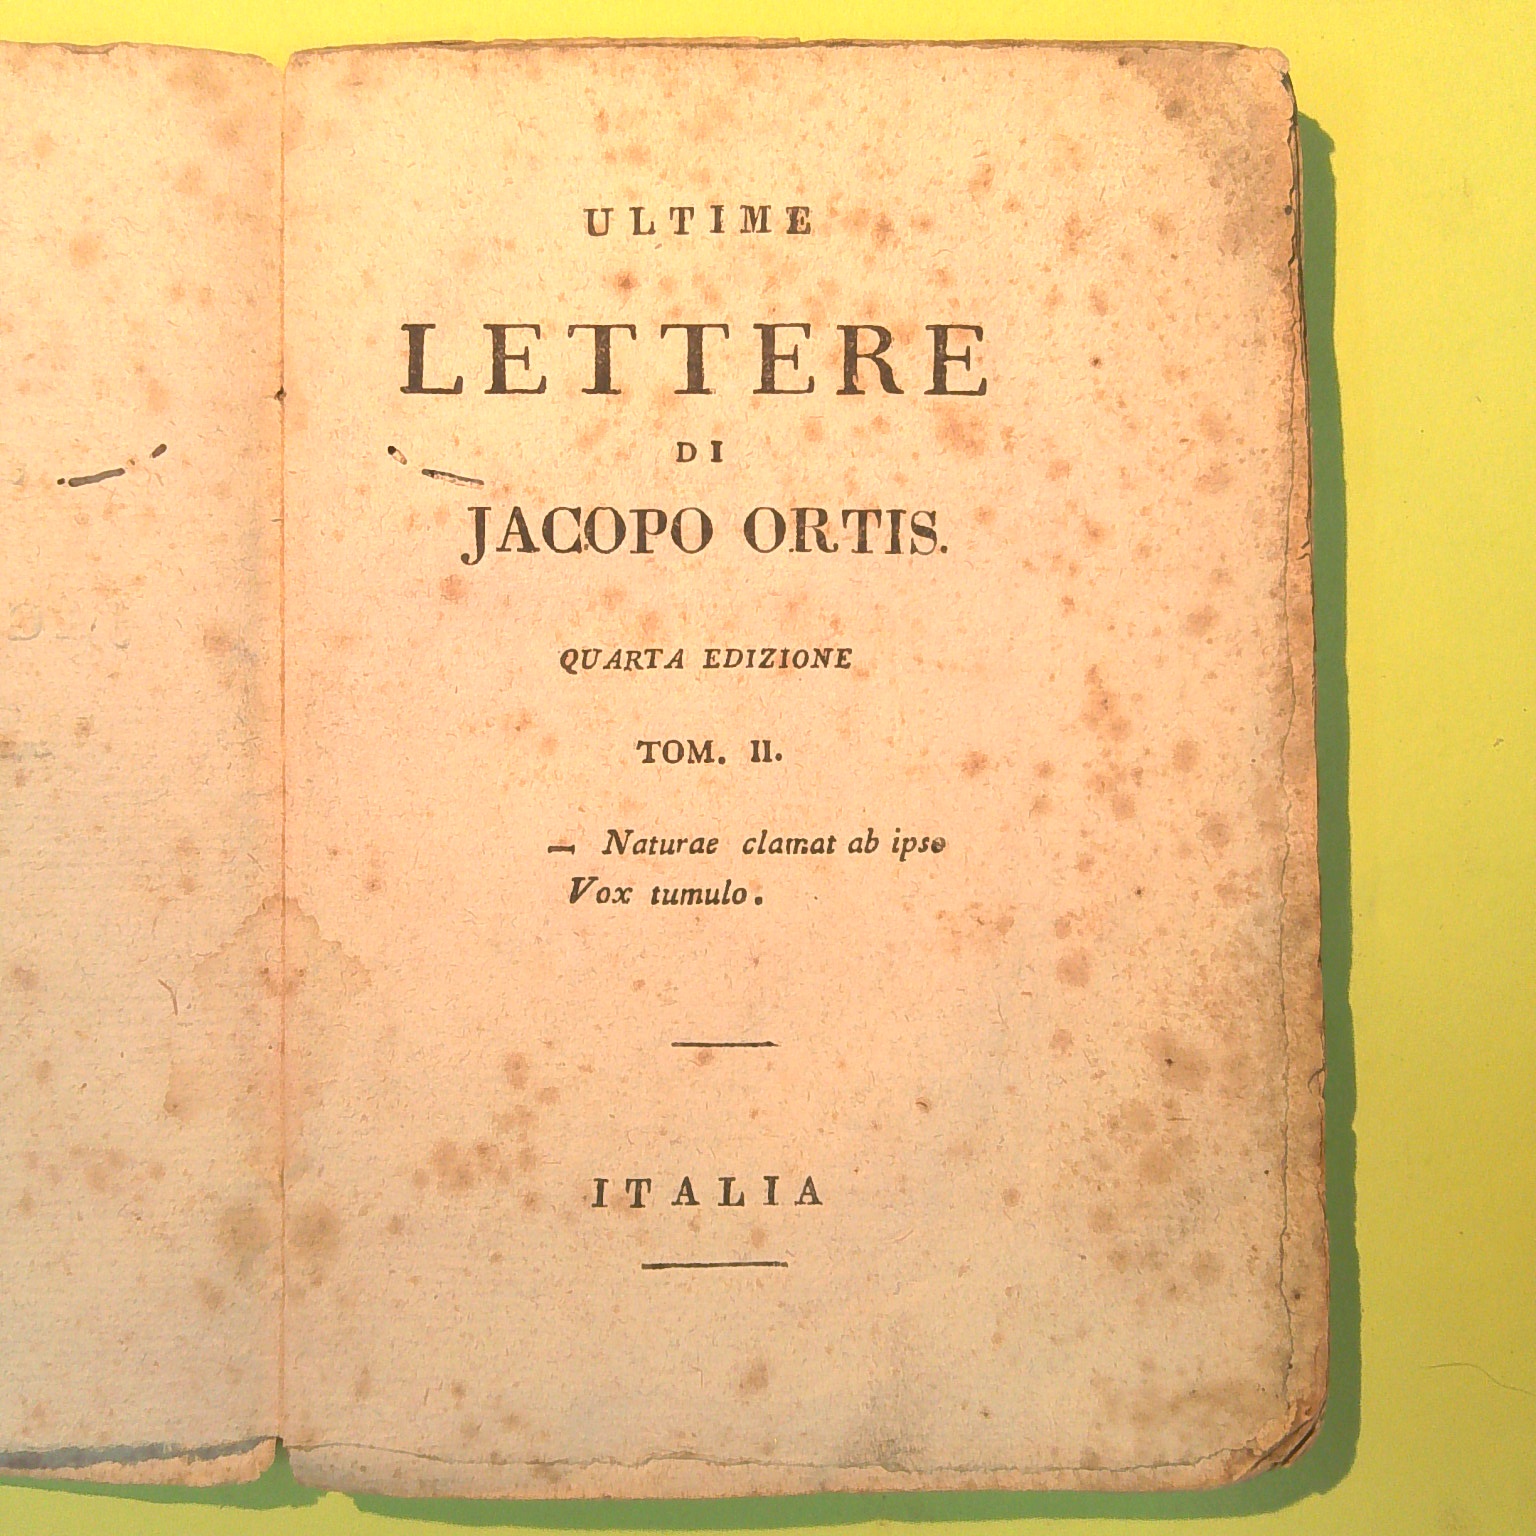 ULTIME
LETTERE
DI
JACOPO ORTIS.
QUARTA EDIZIONE
TOM. II.
— Naturae clamat ab ipso
Vox tumulo.
ITALIA